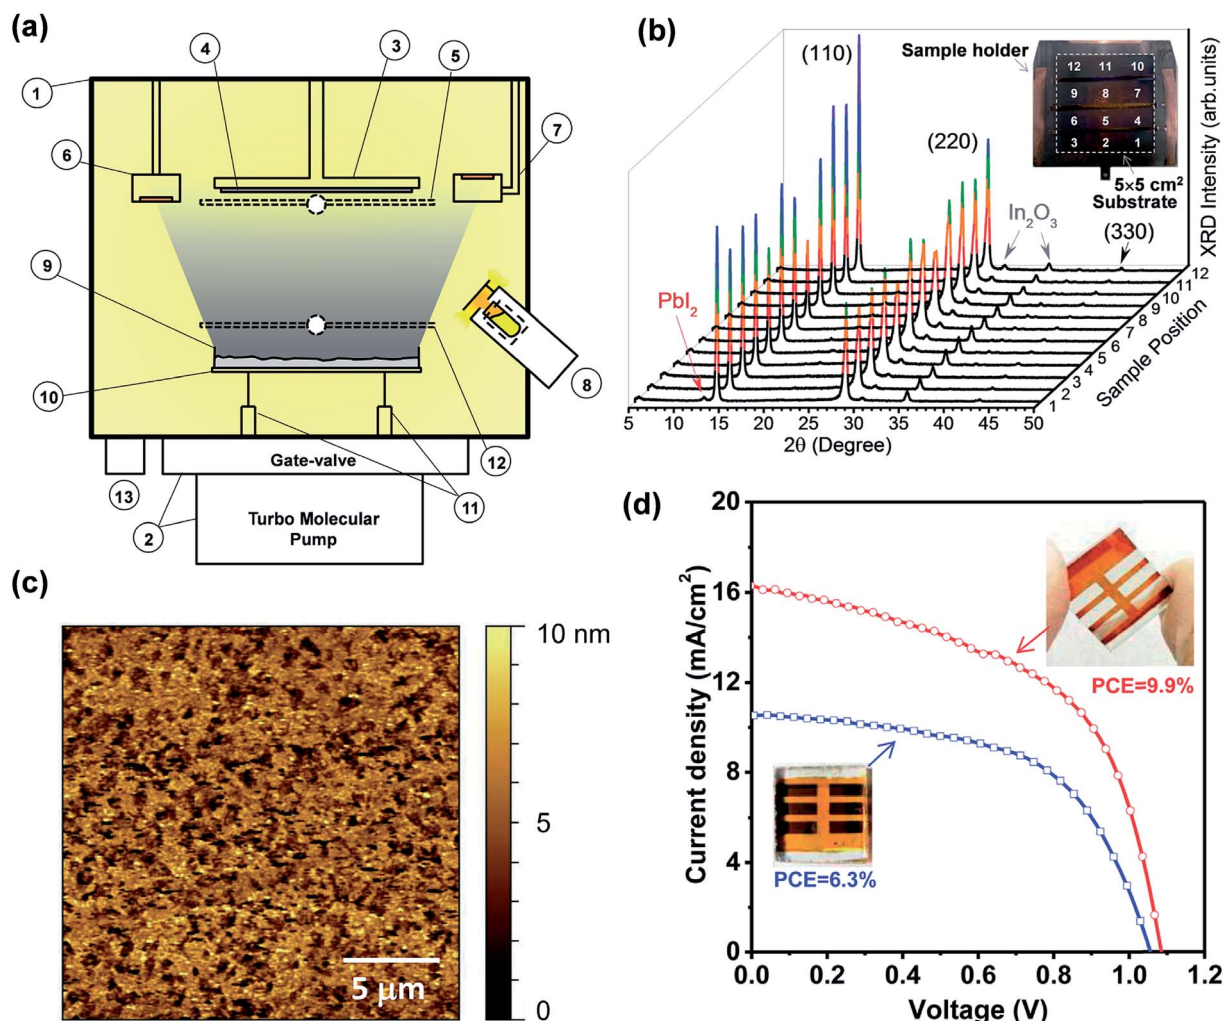 (a)
4
3
5
1
6
7
9
10
8
Gate-valve
12
13
11
2
Turbo Molecular
Pump
(b)
(110)
Sample holder
12 11 10
9 8 7
6 5 4
3 2 1
5×5 cm²
Substrate
(220)
In₂O₃
(330)
PbI₂
XRD Intensity (arb.units)
1 2 3 4 5 6 7 8 9 10 11 12
Sample Position
5 10 15 20 25 30 35 40 45 50
2θ (Degree)
(c)
10 nm
5
0
5 µm
(d)
20
16
12
8
4
0
Current density (mA/cm²)
PCE=9.9%
PCE=6.3%
0.0 0.2 0.4 0.6 0.8 1.0 1.2
Voltage (V)